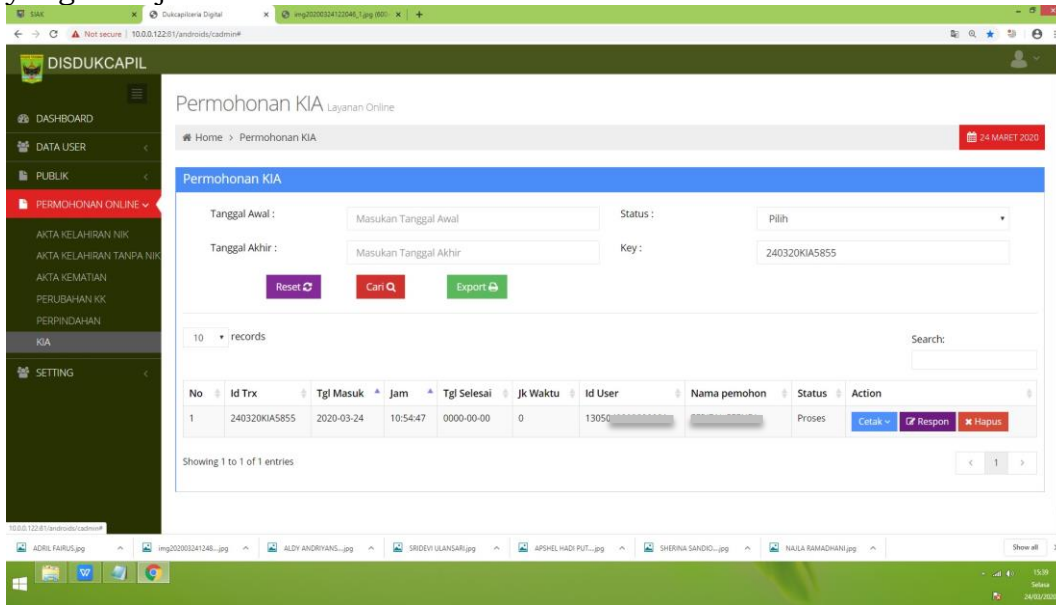 SIAK
Dukcapilceria Digital
img20200324122046_1.jpg (600
Not secure | 10.0.0.122:81/androids/cadmin#
DISDUKCAPIL
Permohonan KIA Layanan Online
Home > Permohonan KIA
24 MARET 2020
DASHBOARD
DATA USER
PUBLIK
PERMOHONAN ONLINE
AKTA KELAHIRAN NIK
AKTA KELAHIRAN TANPA NIK
AKTA KEMATIAN
PERUBAHAN KK
PERPINDAHAN
KIA
SETTING
Permohonan KIA
Tanggal Awal :
Masukan Tanggal Awal
Status :
Pilih
Tanggal Akhir :
Masukan Tanggal Akhir
Key :
240320KIA5855
Reset
Cari
Export
10 records
Search:
No Id Trx Tgl Masuk Jam Tgl Selesai Jk Waktu Id User Nama pemohon Status Action
1 240320KIA5855 2020-03-24 10:54:47 0000-00-00 0 13050 Proses Cetak Respon Hapus
Showing 1 to 1 of 1 entries
1
10.0.0.122:81/androids/cadmin#
ADRIL FAIRUS.jpg
img202003241248....jpg
ALDY ANDRIYANS....jpg
SRIDEVI ULANSARI.jpg
APSHEL HADI PUT....jpg
SHERINA SANDIO....jpg
NAJLA RAMADHANI.jpg
Show all
15:39
Selasa
24/03/2020